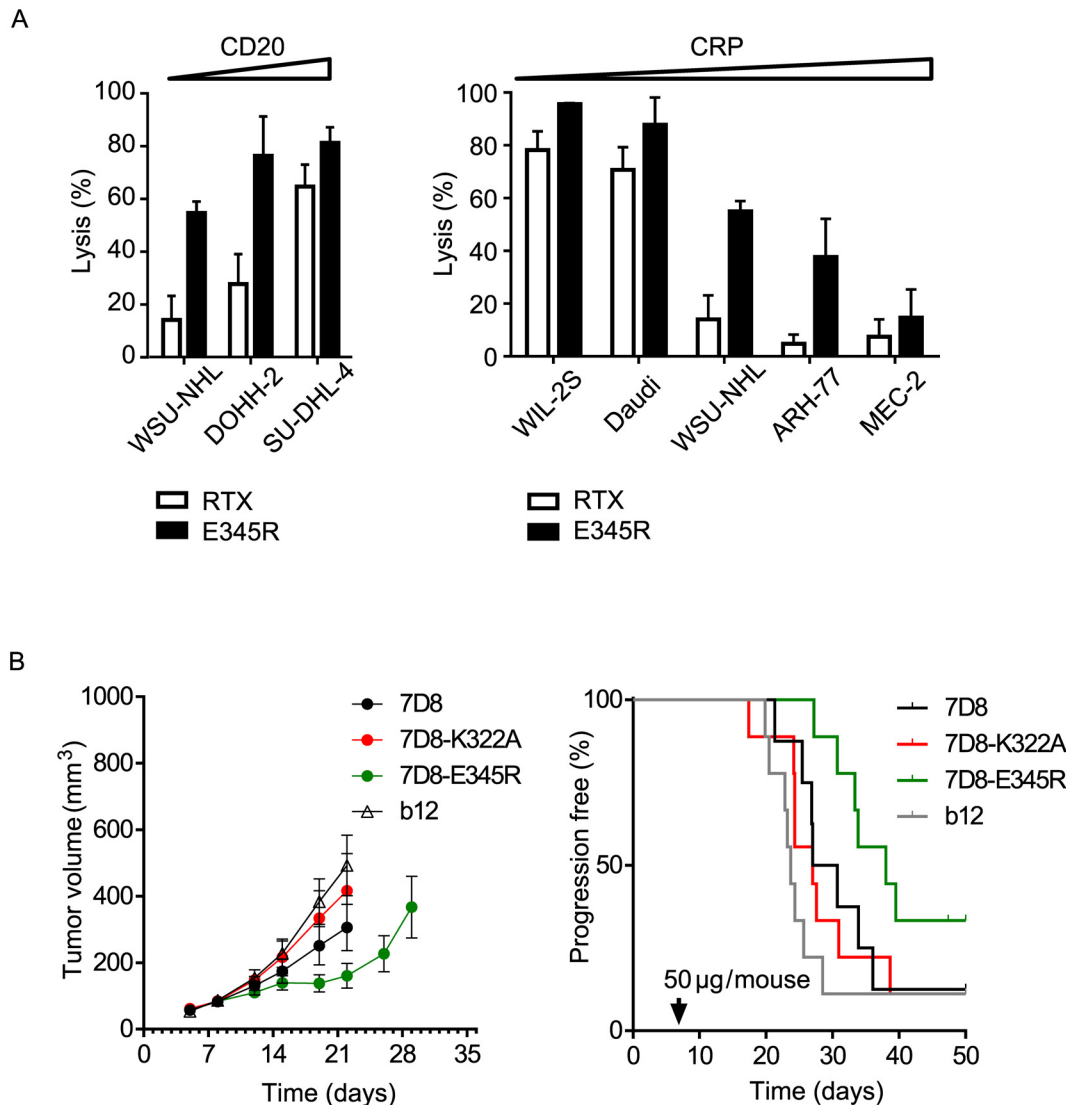 A
CD20
CRP
100
80
60
40
20
0
Lysis (%)
WSU-NHL
DOHH-2
SU-DHL-4
RTX
E345R
100
80
60
40
20
0
Lysis (%)
WIL-2S
Daudi
WSU-NHL
ARH-77
MEC-2
RTX
E345R
B
1000
800
600
400
200
0
Tumor volume (mm³)
7D8
7D8-K322A
7D8-E345R
b12
0 7 14 21 28 35
Time (days)
100
50
0
Progression free (%)
7D8
7D8-K322A
7D8-E345R
b12
50 µg/mouse
0 10 20 30 40 50
Time (days)